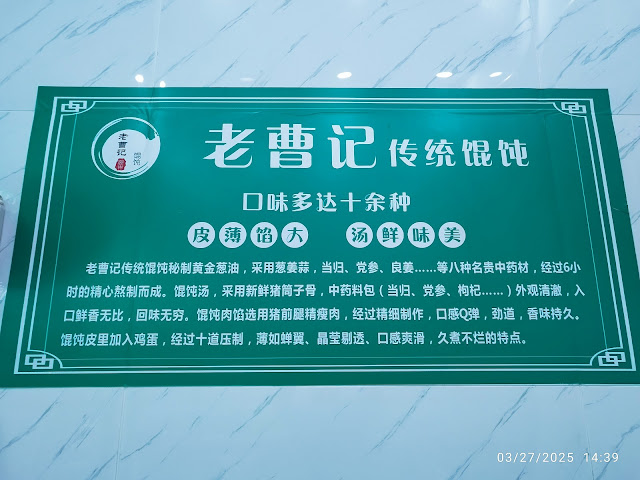 老曹记
馄饨
老曹记传统馄饨
口味多达十余种
皮薄馅大 汤鲜味美
老曹记传统馄饨秘制黄金葱油，采用葱姜蒜，当归、党参、良姜……等八种名贵中药材，经过6小
时的精心熬制而成。馄饨汤，采用新鲜猪筒子骨，中药料包（当归、党参、枸杞……）外观清澈，入
口鲜香无比，回味无穷。馄饨肉馅选用猪前腿精瘦肉，经过精细制作，口感Q弹，劲道，香味持久。
馄饨皮里加入鸡蛋，经过十道压制，薄如蝉翼、晶莹剔透、口感爽滑，久煮不烂的特点。
03/27/2025 14:39